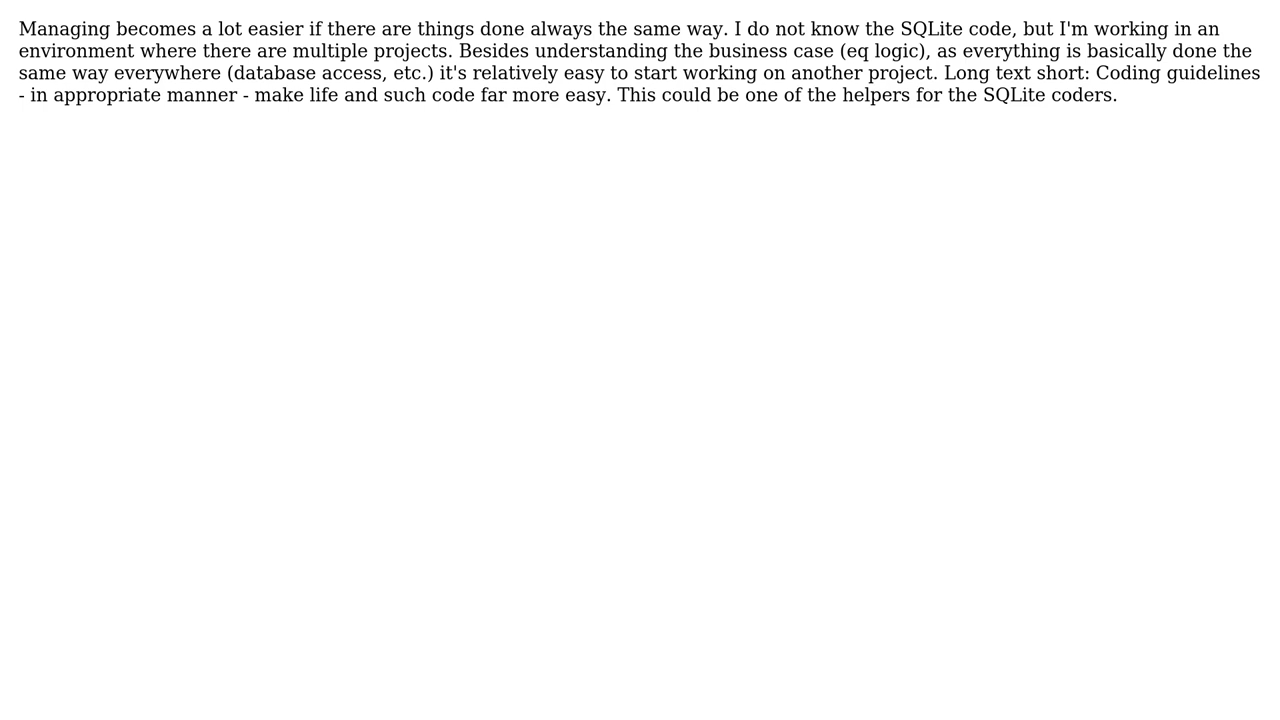 Managing becomes a lot easier if there are things done always the same way. I do not know the SQLite code, but I'm working in an
environment where there are multiple projects. Besides understanding the business case (eq logic), as everything is basically done the
same way everywhere (database access, etc.) it's relatively easy to start working on another project. Long text short: Coding guidelines
- in appropriate manner - make life and such code far more easy. This could be one of the helpers for the SQLite coders.